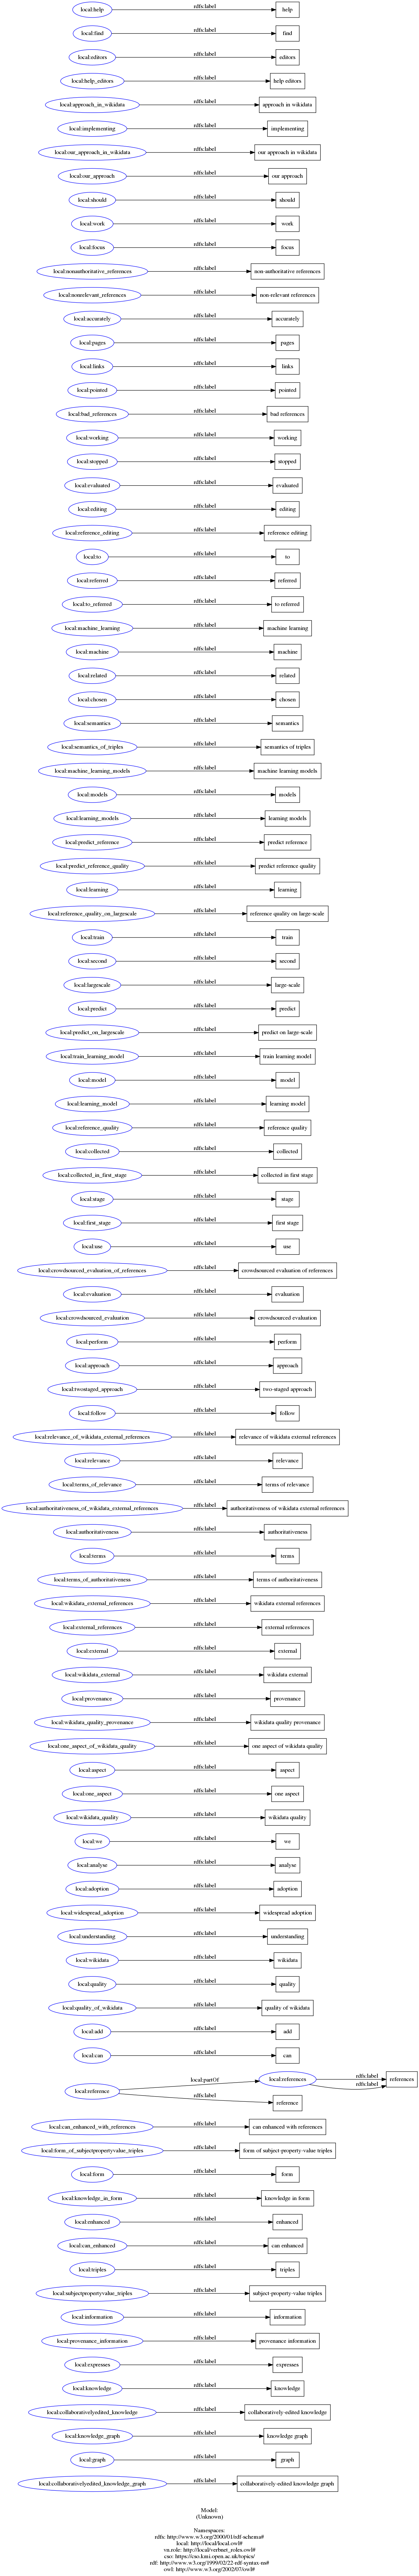 local:help rdfs:label help
local:find rdfs:label find
local:editors rdfs:label editors
local:help_editors rdfs:label help editors
local:approach_in_wikidata rdfs:label approach in wikidata
local:implementing rdfs:label implementing
local:our_approach_in_wikidata rdfs:label our approach in wikidata
local:our_approach rdfs:label our approach
local:should rdfs:label should
local:work rdfs:label work
local:focus rdfs:label focus
local:nonauthoritative_references rdfs:label non-authoritative references
local:nonrelevant_references rdfs:label non-relevant references
local:accurately rdfs:label accurately
local:pages rdfs:label pages
local:links rdfs:label links
local:pointed rdfs:label pointed
local:bad_references rdfs:label bad references
local:working rdfs:label working
local:stopped rdfs:label stopped
local:evaluated rdfs:label evaluated
local:editing rdfs:label editing
local:reference_editing rdfs:label reference editing
local:to rdfs:label to
local:referred rdfs:label referred
local:to_referred rdfs:label to referred
local:machine_learning rdfs:label machine learning
local:machine rdfs:label machine
local:related rdfs:label related
local:chosen rdfs:label chosen
local:semantics rdfs:label semantics
local:semantics_of_triples rdfs:label semantics of triples
local:machine_learning_models rdfs:label machine learning models
local:models rdfs:label models
local:learning_models rdfs:label learning models
local:predict_reference rdfs:label predict reference
local:predict_reference_quality rdfs:label predict reference quality
local:learning rdfs:label learning
local:reference_quality_on_largescale rdfs:label reference quality on large-scale
local:train rdfs:label train
local:second rdfs:label second
local:largescale rdfs:label large-scale
local:predict rdfs:label predict
local:predict_on_largescale rdfs:label predict on large-scale
local:train_learning_model rdfs:label train learning model
local:model rdfs:label model
local:learning_model rdfs:label learning model
local:reference_quality rdfs:label reference quality
local:collected rdfs:label collected
local:collected_in_first_stage rdfs:label collected in first stage
local:stage rdfs:label stage
local:first_stage rdfs:label first stage
local:use rdfs:label use
local:crowdsourced_evaluation_of_references rdfs:label crowdsourced evaluation of references
local:evaluation rdfs:label evaluation
local:crowdsourced_evaluation rdfs:label crowdsourced evaluation
local:perform rdfs:label perform
local:approach rdfs:label approach
local:twostaged_approach rdfs:label two-staged approach
local:follow rdfs:label follow
local:relevance_of_wikidata_external_references rdfs:label relevance of wikidata external references
local:relevance rdfs:label relevance
local:terms_of_relevance rdfs:label terms of relevance
local:authoritativeness_of_wikidata_external_references rdfs:label authoritativeness of wikidata external references
local:authoritativeness rdfs:label authoritativeness
local:terms rdfs:label terms
local:terms_of_authoritativeness rdfs:label terms of authoritativeness
local:wikidata_external_references rdfs:label wikidata external references
local:external_references rdfs:label external references
local:external rdfs:label external
local:wikidata_external rdfs:label wikidata external
local:provenance rdfs:label provenance
local:wikidata_quality_provenance rdfs:label wikidata quality provenance
local:one_aspect_of_wikidata_quality rdfs:label one aspect of wikidata quality
local:aspect rdfs:label aspect
local:one_aspect rdfs:label one aspect
local:wikidata_quality rdfs:label wikidata quality
local:we rdfs:label we
local:analyse rdfs:label analyse
local:adoption rdfs:label adoption
local:widespread_adoption rdfs:label widespread adoption
local:understanding rdfs:label understanding
local:wikidata rdfs:label wikidata
local:quality rdfs:label quality
local:quality_of_wikidata rdfs:label quality of wikidata
local:add rdfs:label add
local:can rdfs:label can
local:partOf local:references rdfs:label rdfs:label references
local:reference rdfs:label reference
local:can_enhanced_with_references rdfs:label can enhanced with references
local:form_of_subjectpropertyvalue_triples rdfs:label form of subject-property-value triples
local:form rdfs:label form
local:knowledge_in_form rdfs:label knowledge in form
local:enhanced rdfs:label enhanced
local:can_enhanced rdfs:label can enhanced
local:triples rdfs:label triples
local:subjectpropertyvalue_triples rdfs:label subject-property-value triples
local:information rdfs:label information
local:provenance_information rdfs:label provenance information
local:expresses rdfs:label expresses
local:knowledge rdfs:label knowledge
local:collaborativelyedited_knowledge rdfs:label collaboratively-edited knowledge
local:knowledge_graph rdfs:label knowledge graph
local:graph rdfs:label graph
local:collaborativelyedited_knowledge_graph rdfs:label collaboratively-edited knowledge graph
Model:
(Unknown)
Namespaces:
rdfs: http://www.w3.org/2000/01/rdf-schema#
local: http://local/local.owl#
vn.role: http://local/verbnet_roles.owl#
cso: https://cso.kmi.open.ac.uk/topics/
rdf: http://www.w3.org/1999/02/22-rdf-syntax-ns#
owl: http://www.w3.org/2002/07/owl#